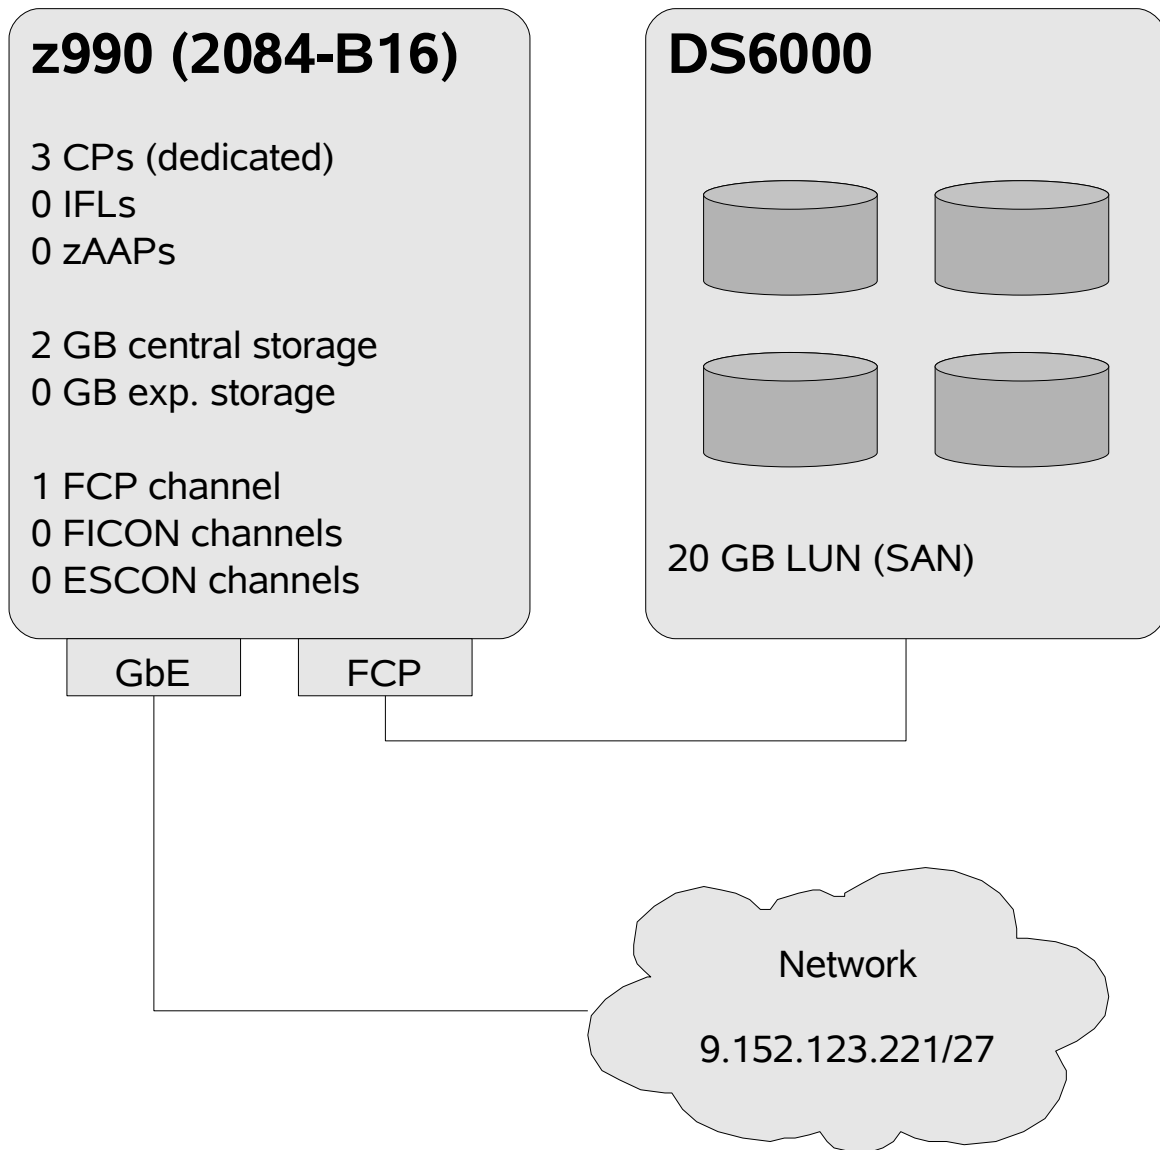 z990 (2084-B16)
3 CPs (dedicated)
0 IFLs
0 zAAPs
2 GB central storage
0 GB exp. storage
1 FCP channel
0 FICON channels
0 ESCON channels
GbE
FCP
DS6000
20 GB LUN (SAN)
Network
9.152.123.221/27